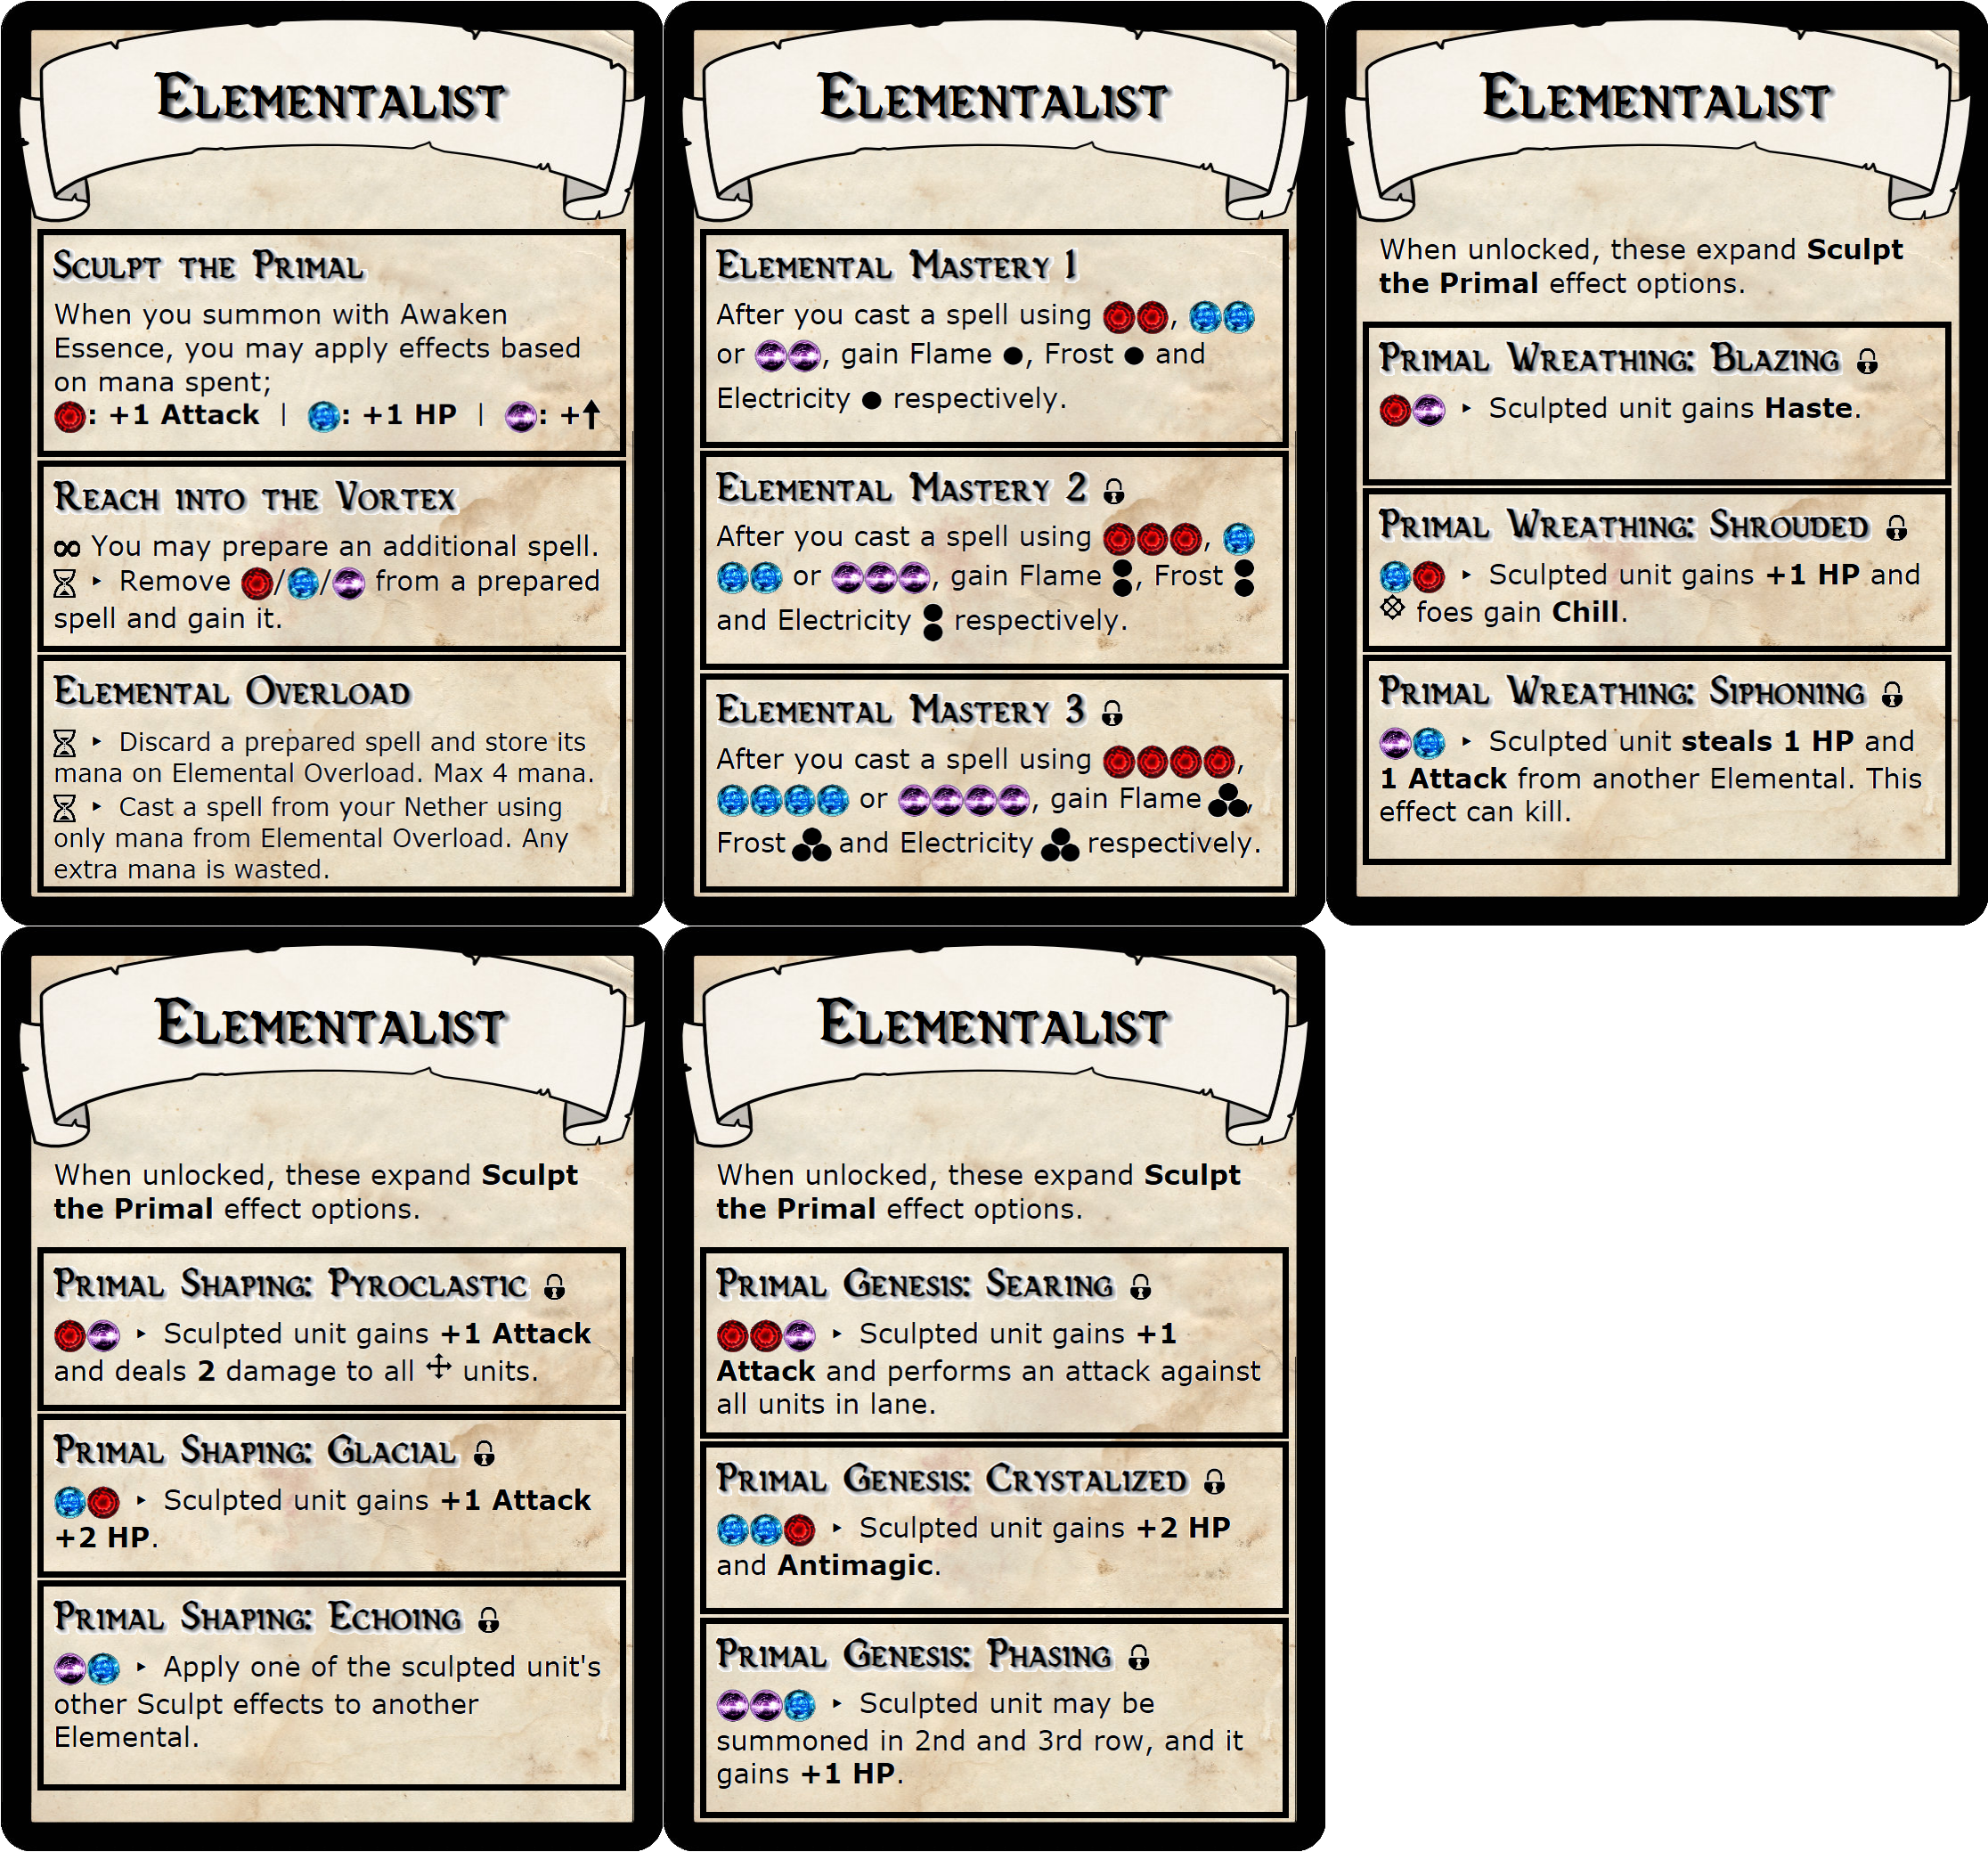 Elementalist
Sculpt the Primal
When you summon with Awaken
Essence, you may apply effects based
on mana spent;
: +1 Attack | : +1 HP | : +↑
Reach into the Vortex
∞ You may prepare an additional spell.
‣ Remove / / from a prepared
spell and gain it.
Elemental Overload
‣ Discard a prepared spell and store its
mana on Elemental Overload. Max 4 mana.
‣ Cast a spell from your Nether using
only mana from Elemental Overload. Any
extra mana is wasted.
Elementalist
Elemental Mastery 1
After you cast a spell using ,
or , gain Flame ●, Frost ● and
Electricity ● respectively.
Elemental Mastery 2
After you cast a spell using ,
or , gain Flame , Frost
and Electricity respectively.
Elemental Mastery 3
After you cast a spell using ,
or , gain Flame ,
Frost and Electricity respectively.
Elementalist
When unlocked, these expand Sculpt
the Primal effect options.
Primal Wreathing: Blazing
‣ Sculpted unit gains Haste.
Primal Wreathing: Shrouded
‣ Sculpted unit gains +1 HP and
foes gain Chill.
Primal Wreathing: Siphoning
‣ Sculpted unit steals 1 HP and
1 Attack from another Elemental. This
effect can kill.
Elementalist
When unlocked, these expand Sculpt
the Primal effect options.
Primal Shaping: Pyroclastic
‣ Sculpted unit gains +1 Attack
and deals 2 damage to all units.
Primal Shaping: Glacial
‣ Sculpted unit gains +1 Attack
+2 HP.
Primal Shaping: Echoing
‣ Apply one of the sculpted unit's
other Sculpt effects to another
Elemental.
Elementalist
When unlocked, these expand Sculpt
the Primal effect options.
Primal Genesis: Searing
‣ Sculpted unit gains +1
Attack and performs an attack against
all units in lane.
Primal Genesis: Crystalized
‣ Sculpted unit gains +2 HP
and Antimagic.
Primal Genesis: Phasing
‣ Sculpted unit may be
summoned in 2nd and 3rd row, and it
gains +1 HP.